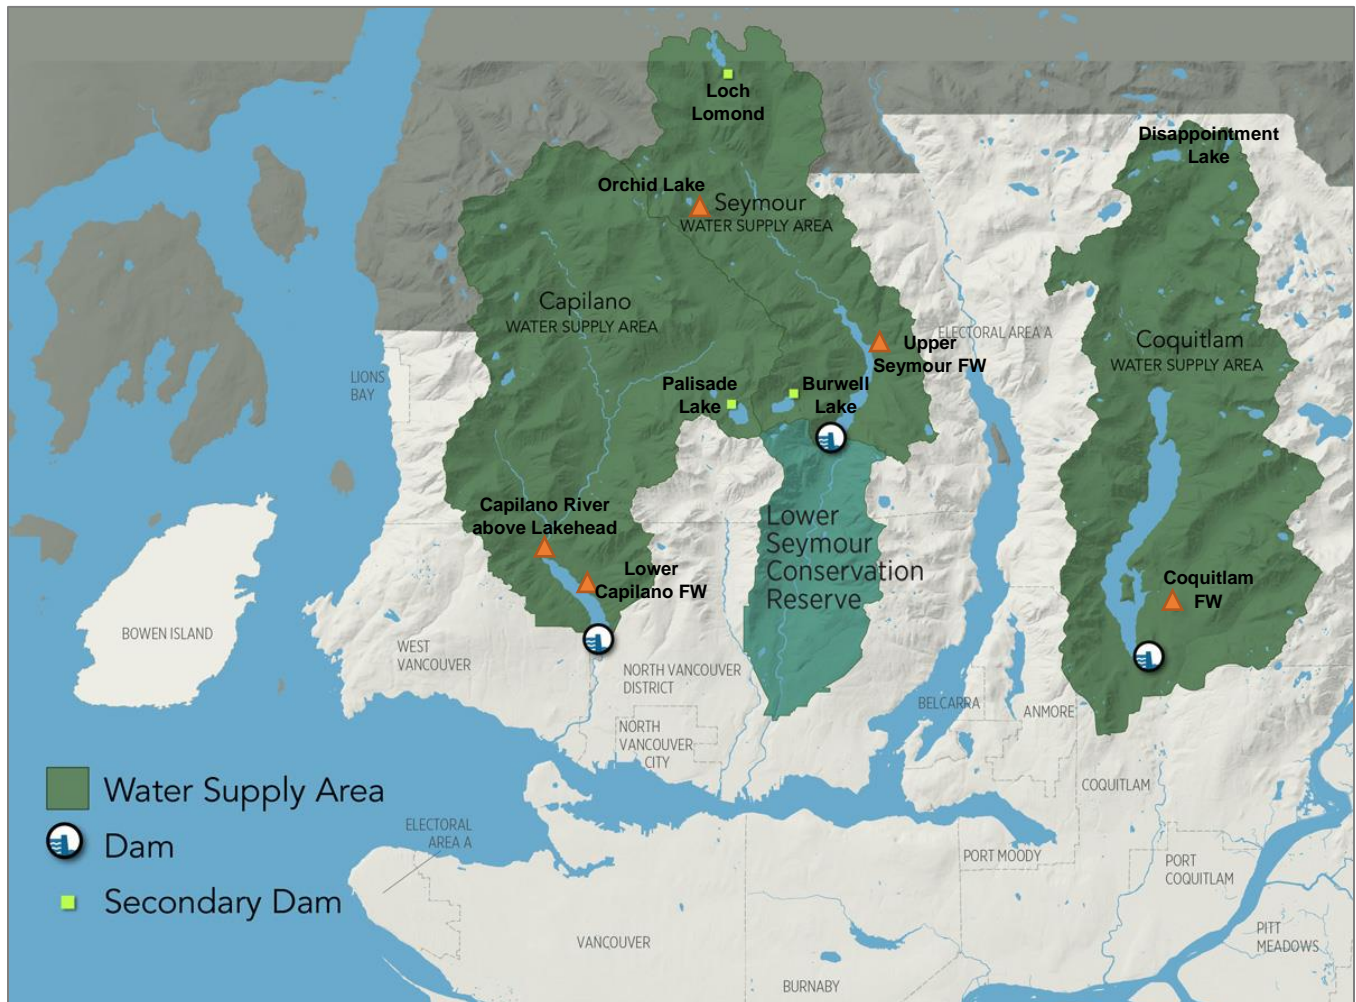 Loch
Lomond
Disappointment
Lake
Orchid Lake
Seymour
WATER SUPPLY AREA
Capilano
WATER SUPPLY AREA
ELECTORAL AREA A
Upper
Seymour FW
Coquitlam
WATER SUPPLY AREA
LIONS
BAY
Palisade
Lake
Burwell
Lake
Capilano River
above Lakehead
Lower
Seymour
Conservation
Reserve
Lower
Capilano FW
Coquitlam
FW
BOWEN ISLAND
WEST
VANCOUVER
NORTH VANCOUVER
DISTRICT
BELCARRA
ANMORE
NORTH
VANCOUVER
CITY
COQUITLAM
Water Supply Area
Dam
Secondary Dam
ELECTORAL
AREA A
PORT MOODY
PORT
COQUITLAM
VANCOUVER
PITT
MEADOWS
BURNABY